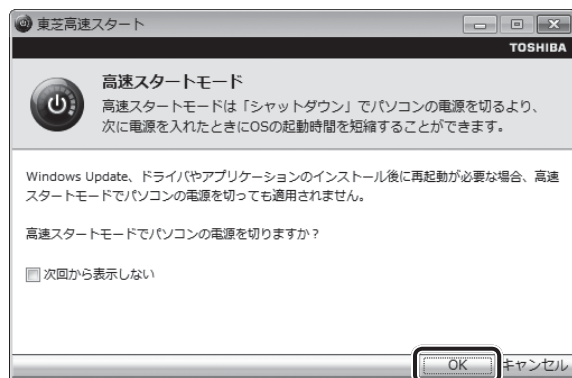 東芝高速スタート
TOSHIBA
高速スタートモード
高速スタートモードは「シャットダウン」でパソコンの電源を切るより、
次に電源を入れたときにOSの起動時間を短縮することができます。
Windows Update、ドライバやアプリケーションのインストール後に再起動が必要な場合、高速
スタートモードでパソコンの電源を切っても適用されません。
高速スタートモードでパソコンの電源を切りますか？
次回から表示しない
OK キャンセル